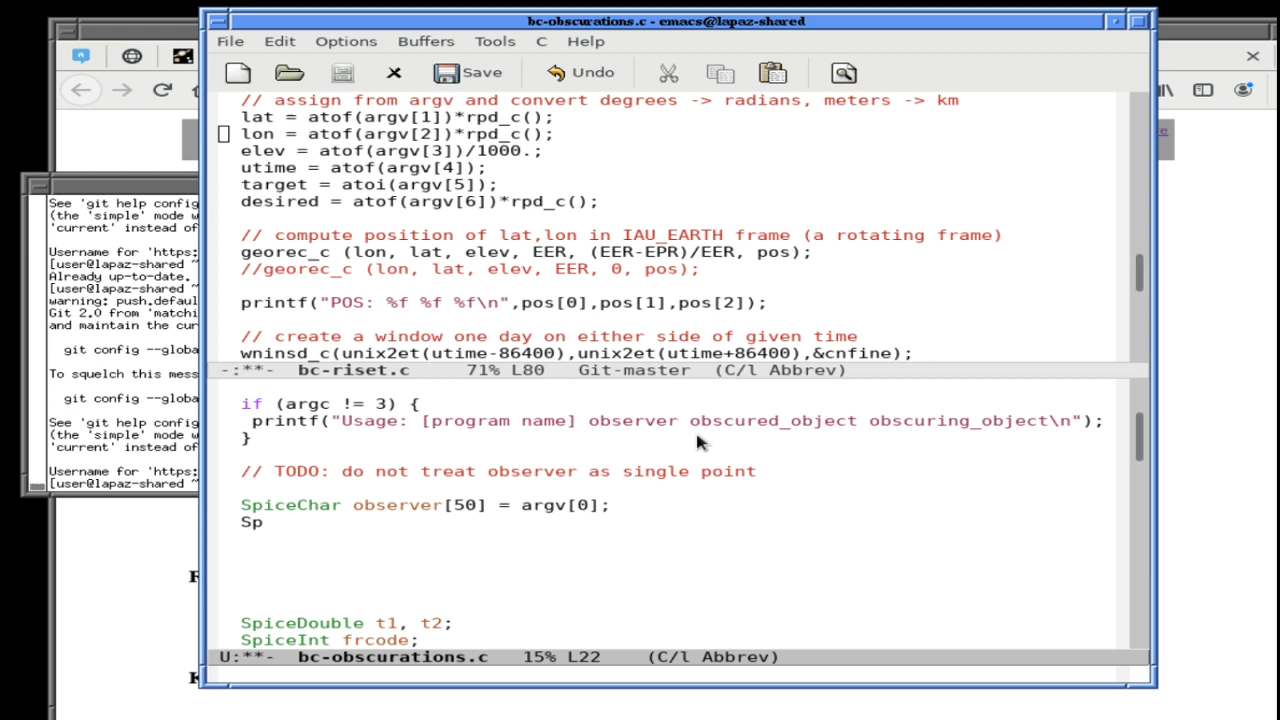 bc-obscurations.c - emacs@lapaz-shared
File Edit Options Buffers Tools C Help
Save Undo
// assign from argv and convert degrees -> radians, meters -> km
lat = atof(argv[1])*rpd_c();
lon = atof(argv[2])*rpd_c();
elev = atof(argv[3])/1000.;
utime = atof(argv[4]);
target = atoi(argv[5]);
desired = atof(argv[6])*rpd_c();
// compute position of lat,lon in IAU_EARTH frame (a rotating frame)
georec_c (lon, lat, elev, EER, (EER-EPR)/EER, pos);
//georec_c (lon, lat, elev, EER, 0, pos);
printf("POS: %f %f %f\n",pos[0],pos[1],pos[2]);
// create a window one day on either side of given time
wninsd_c(unix2et(utime-86400),unix2et(utime+86400),&cnfine);
-:**- bc-riset.c 71% L80 Git-master (C/l Abbrev)
if (argc != 3) {
printf("Usage: [program name] observer obscured_object obscuring_object\n");
}
// TODO: do not treat observer as single point
SpiceChar observer[50] = argv[0];
Sp
SpiceDouble t1, t2;
SpiceInt frcode;
U:**- bc-obscurations.c 15% L22 (C/l Abbrev)
See 'git help config
(the 'simple' mode w
'current' instead of
Username for 'https:
[user@lapaz-shared ~
Already up-to-date.
[user@lapaz-shared ~
warning: push.defaul
Git 2.0 from 'matchi
and maintain the cur
git config --globa
To squelch this mess
git config --globa
See 'git help config
(the 'simple' mode w
'current' instead of
Username for 'https:
[user@lapaz-shared ~